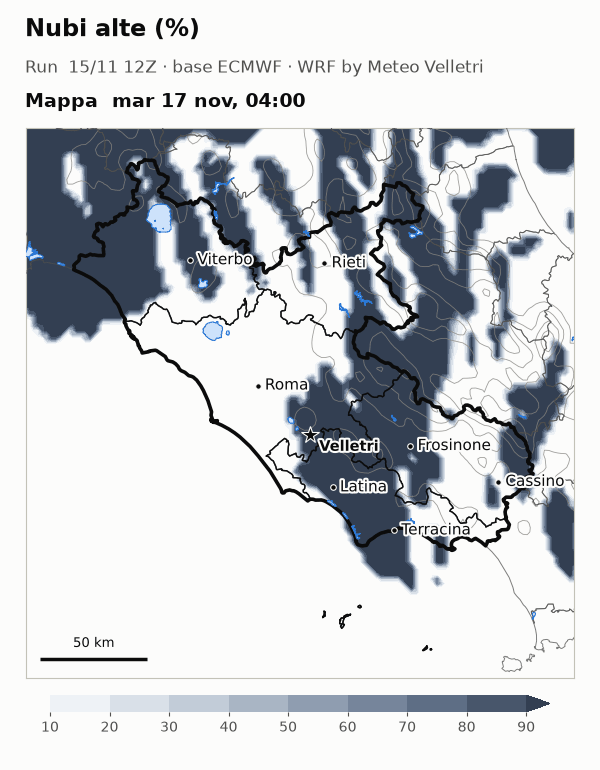 Nubi alte (%)
Run  15/11 12Z · base ECMWF · WRF by Meteo Velletri
Mappa  mar 17 nov, 04:00
Viterbo
Rieti
Roma
Velletri
Frosinone
Latina
Cassino
Terracina
50 km
10 20 30 40 50 60 70 80 90